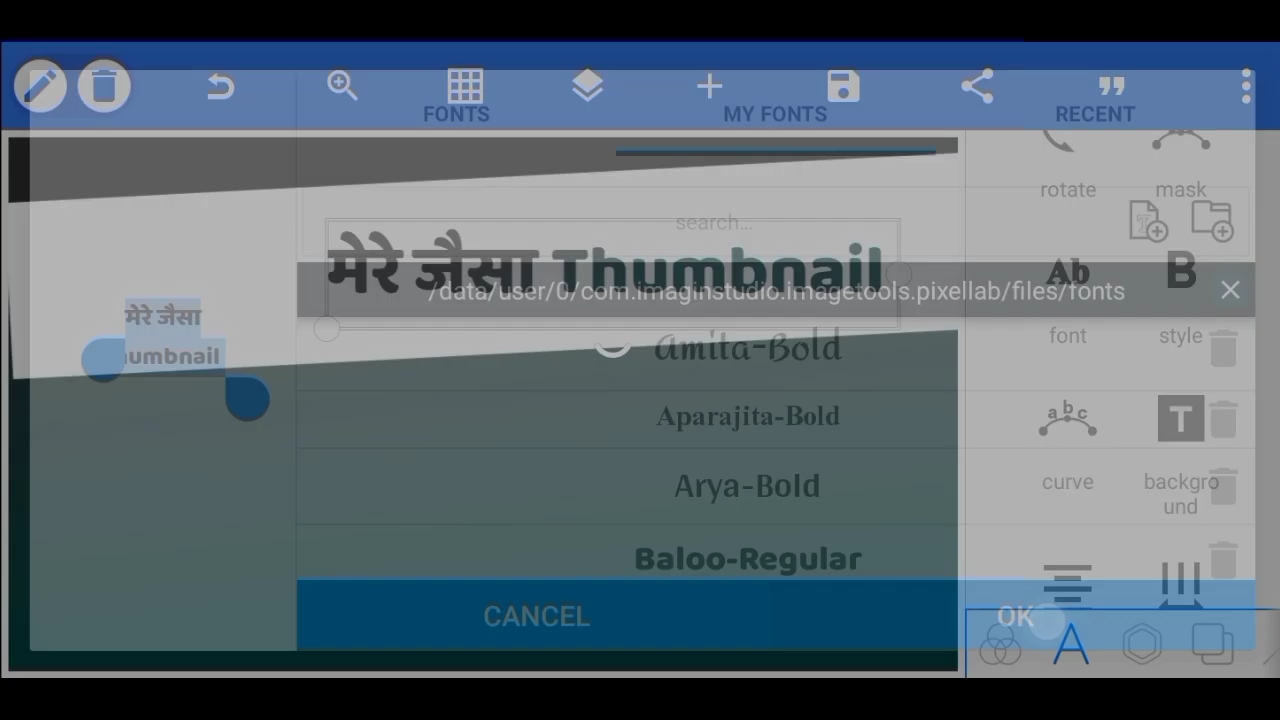 FONTS
MY FONTS
RECENT
rotate
mask
search...
मेरे जैसा Thumbnail
/data/user/0/com.imaginstudio.imagetools.pixellab/files/fonts
Ab
B
font
style
मेरे जैसा
umbnail
Amita-Bold
Aparajita-Bold
abc
T
Arya-Bold
curve
backgro
und
Baloo-Regular
CANCEL
OK
A